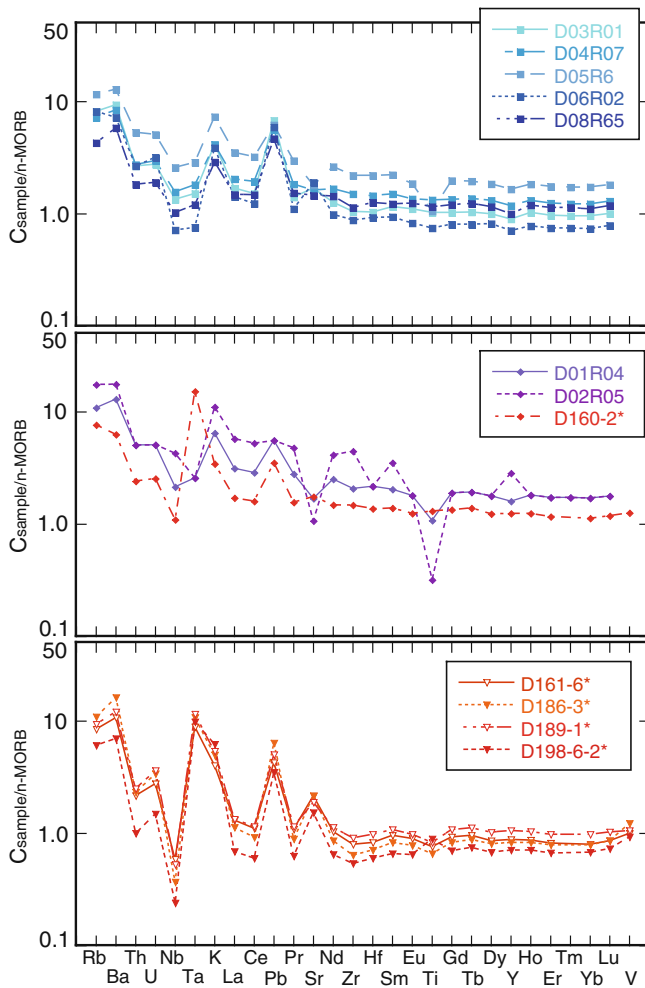 50
10
1.0
0.1
Csample/n-MORB
D03R01
D04R07
D05R6
D06R02
D08R65
50
10
1.0
0.1
Csample/n-MORB
D01R04
D02R05
D160-2*
50
10
1.0
0.1
Csample/n-MORB
D161-6*
D186-3*
D189-1*
D198-6-2*
Rb Th Nb K Ce Pr Nd Hf Eu Gd Dy Ho Tm Lu
Ba U Ta La Pb Sr Zr Sm Ti Tb Y Er Yb V